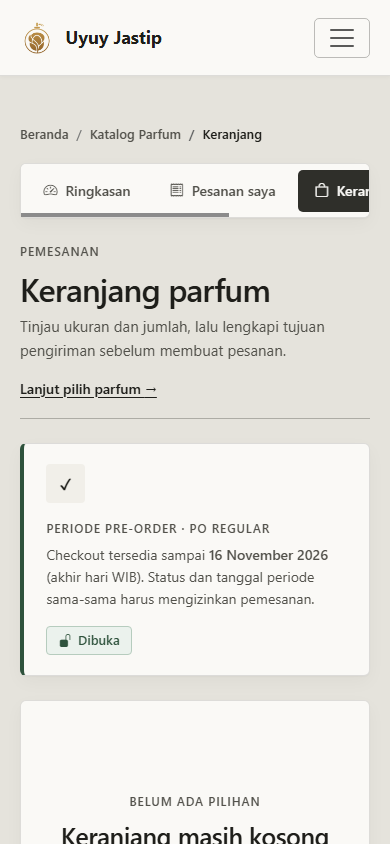 Uyuy Jastip
Beranda / Katalog Parfum / Keranjang
Ringkasan Pesanan saya Keran
PEMESANAN
Keranjang parfum
Tinjau ukuran dan jumlah, lalu lengkapi tujuan
pengiriman sebelum membuat pesanan.
Lanjut pilih parfum →
PERIODE PRE-ORDER · PO REGULAR
Checkout tersedia sampai 16 November 2026
(akhir hari WIB). Status dan tanggal periode
sama-sama harus mengizinkan pemesanan.
Dibuka
BELUM ADA PILIHAN
Keranjang masih kosong